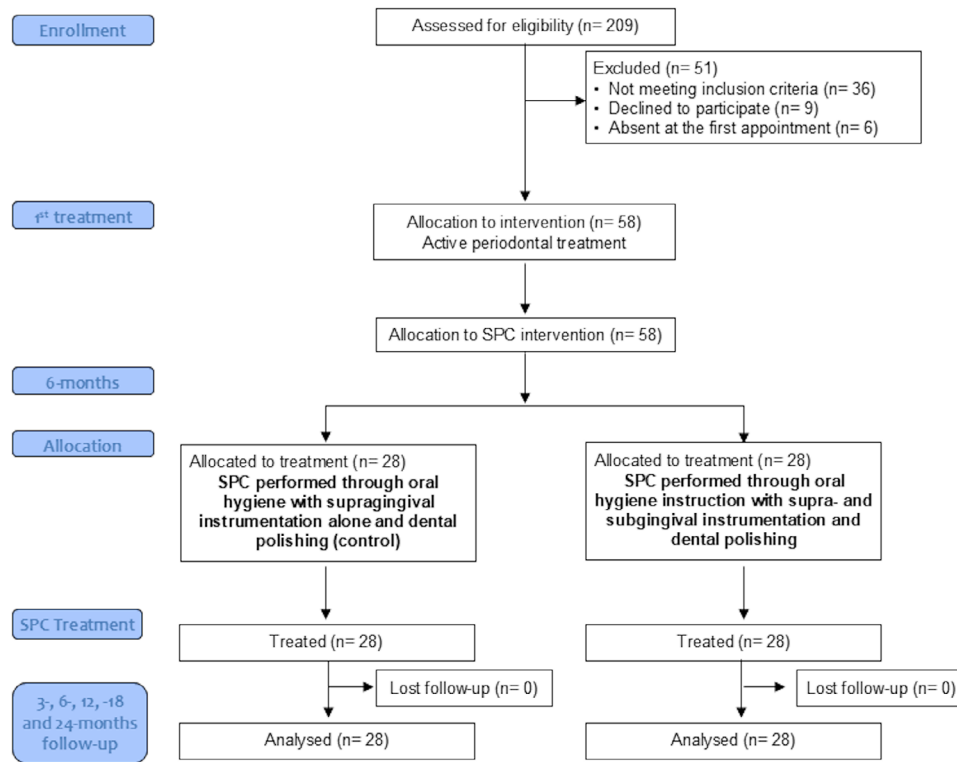 Enrollment
Assessed for eligibility (n= 209)
Excluded (n= 51)
• Not meeting inclusion criteria (n= 36)
• Declined to participate (n= 9)
• Absent at the first appointment (n= 6)
1st treatment
Allocation to intervention (n= 58)
Active periodontal treatment
Allocation to SPC intervention (n= 58)
6-months
Allocation
Allocated to treatment (n= 28)
SPC performed through oral
hygiene with supragingival
instrumentation alone and dental
polishing (control)
Allocated to treatment (n= 28)
SPC performed through oral
hygiene instruction with supra- and
subgingival instrumentation and
dental polishing
SPC Treatment
Treated (n= 28)
Treated (n= 28)
Lost follow-up (n= 0)
Lost follow-up (n= 0)
3-, 6-, 12, -18
and 24-months
follow-up
Analysed (n= 28)
Analysed (n= 28)